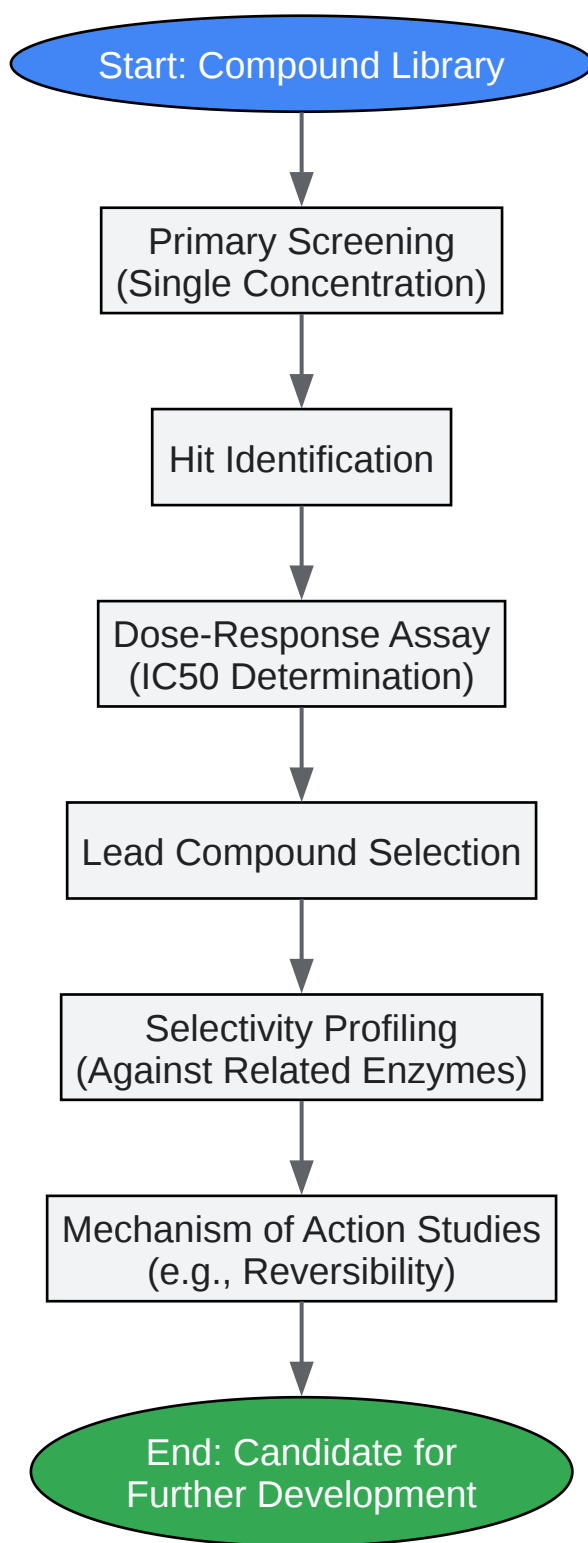 Start: Compound Library
Primary Screening
(Single Concentration)
Hit Identification
Dose-Response Assay
(IC50 Determination)
Lead Compound Selection
Selectivity Profiling
(Against Related Enzymes)
Mechanism of Action Studies
(e.g., Reversibility)
End: Candidate for
Further Development